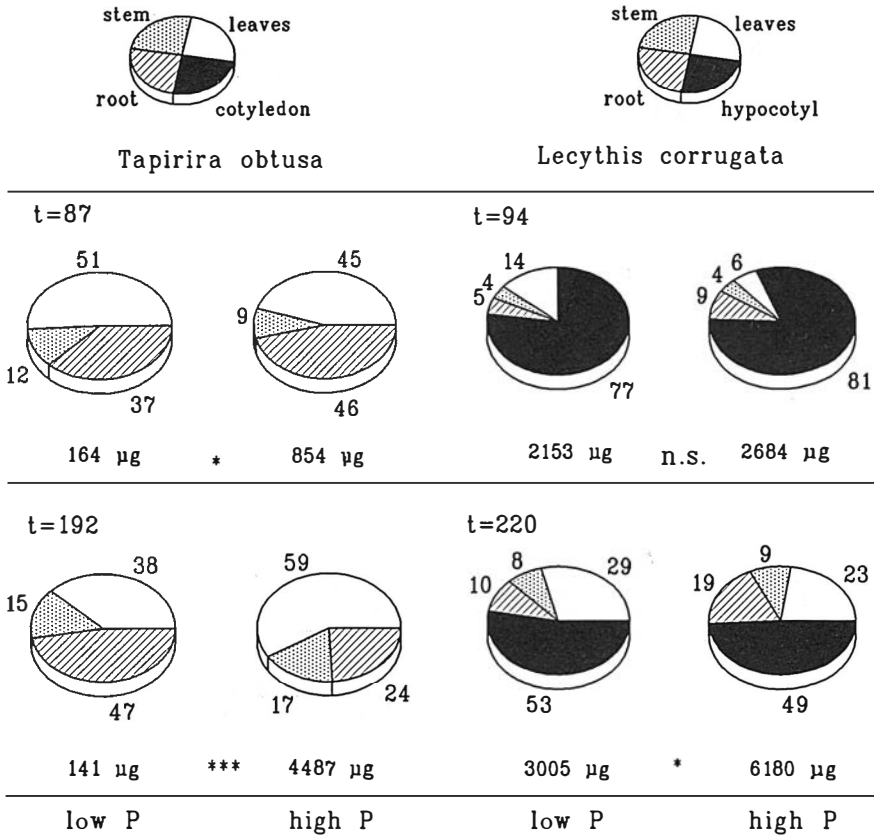 stem leaves stem leaves
root cotyledon root hypocotyl
Tapirira obtusa Lecythis corrugata
t=87 t=94
51 45 14 4 5 6 4 9
9
12 37 46 77 81
164 µg * 854 µg 2153 µg n.s. 2684 µg
t=192 t=220
38 59 8 29 9 23
15 10 19
47 17 24 53 49
141 µg *** 4487 µg 3005 µg * 6180 µg
low P high P low P high P